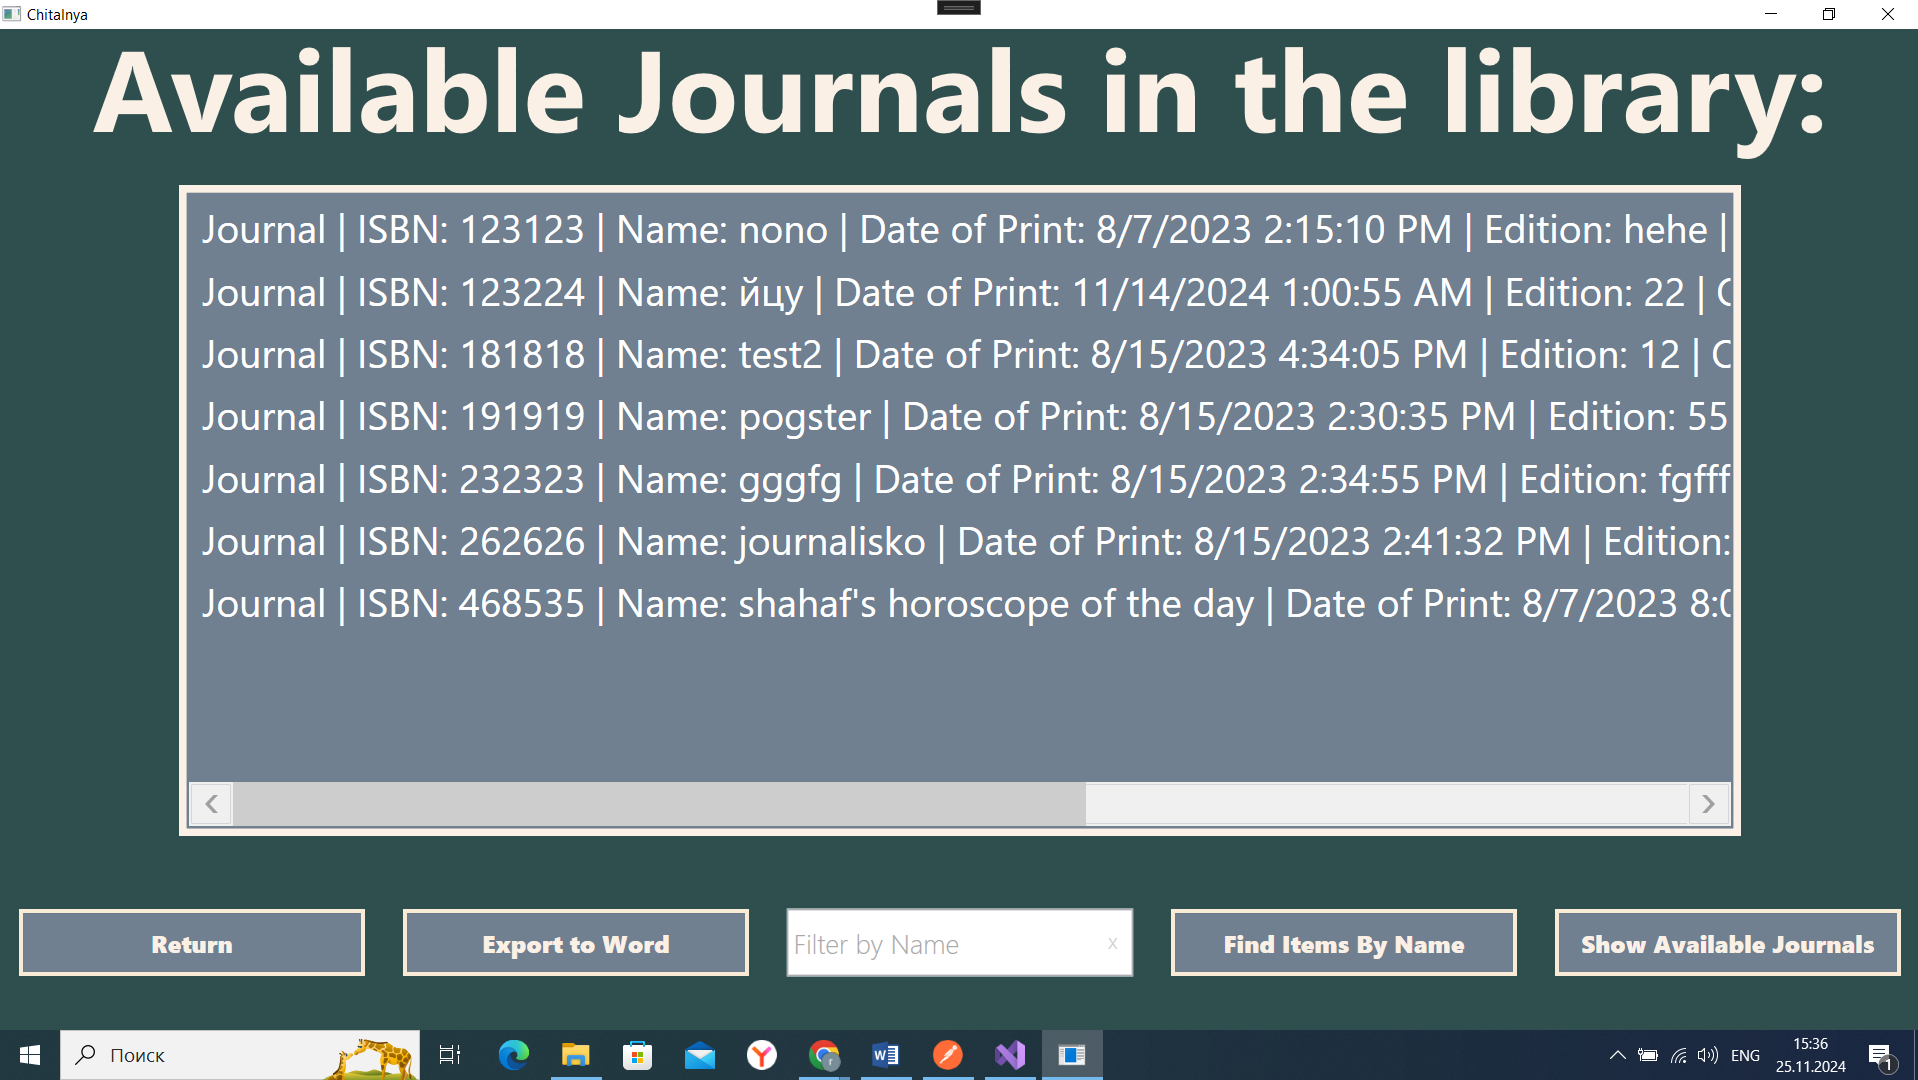 Chitalnya
Available Journals in the library:
Journal | ISBN: 123123 | Name: nono | Date of Print: 8/7/2023 2:15:10 PM | Edition: hehe |
Journal | ISBN: 123224 | Name: йцу | Date of Print: 11/14/2024 1:00:55 AM | Edition: 22 |
Journal | ISBN: 181818 | Name: test2 | Date of Print: 8/15/2023 4:34:05 PM | Edition: 12 |
Journal | ISBN: 191919 | Name: pogster | Date of Print: 8/15/2023 2:30:35 PM | Edition: 55
Journal | ISBN: 232323 | Name: gggfg | Date of Print: 8/15/2023 2:34:55 PM | Edition: fgfff
Journal | ISBN: 262626 | Name: journalisko | Date of Print: 8/15/2023 2:41:32 PM | Edition:
Journal | ISBN: 468535 | Name: shahaf's horoscope of the day | Date of Print: 8/7/2023
Return
Export to Word
Filter by Name x
Find Items By Name
Show Available Journals
Поиск
ENG
15:36
25.11.2024
1